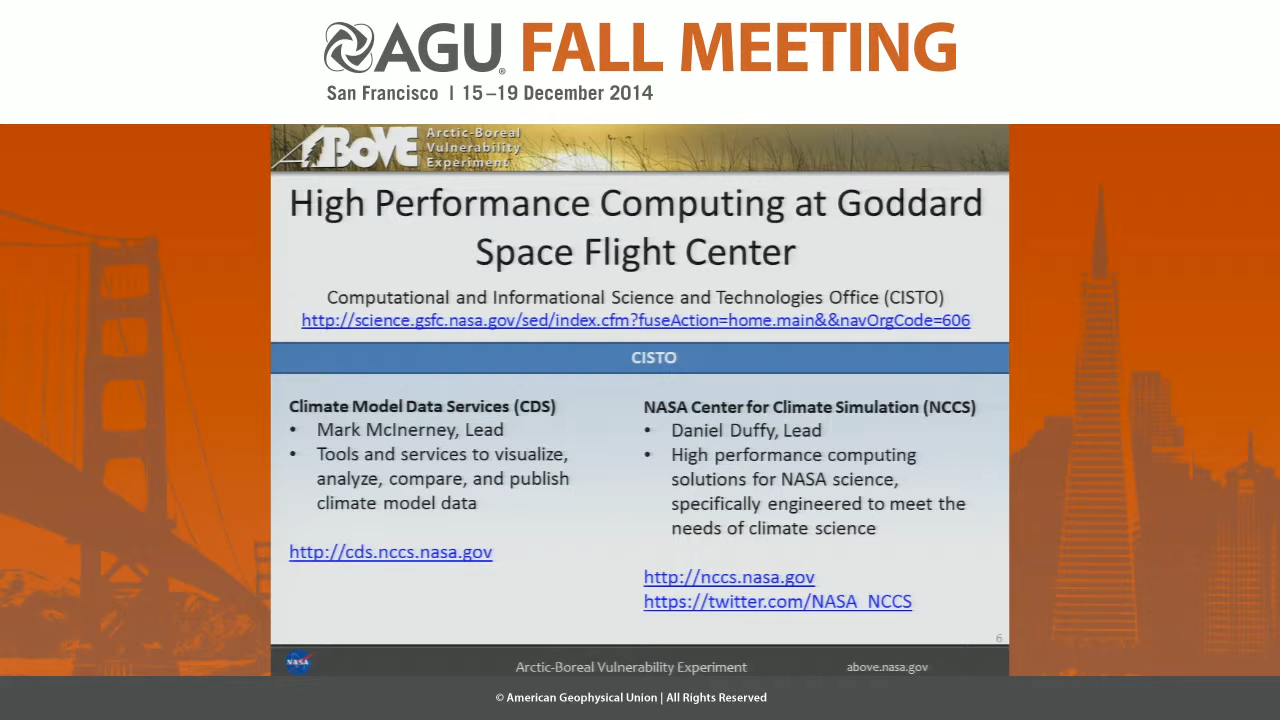 AGU FALL MEETING
San Francisco | 15–19 December 2014
ABoVE Arctic-Boreal
Vulnerability
Experiment
High Performance Computing at Goddard
Space Flight Center
Computational and Informational Science and Technologies Office (CISTO)
http://science.gsfc.nasa.gov/sed/index.cfm?fuseAction=home.main&&navOrgCode=606
CISTO
Climate Model Data Services (CDS)
• Mark McInerney, Lead
• Tools and services to visualize,
analyze, compare, and publish
climate model data
http://cds.nccs.nasa.gov
NASA Center for Climate Simulation (NCCS)
• Daniel Duffy, Lead
• High performance computing
solutions for NASA science,
specifically engineered to meet the
needs of climate science
http://nccs.nasa.gov
https://twitter.com/NASA_NCCS
6
NASA
Arctic-Boreal Vulnerability Experiment
above.nasa.gov
© American Geophysical Union | All Rights Reserved